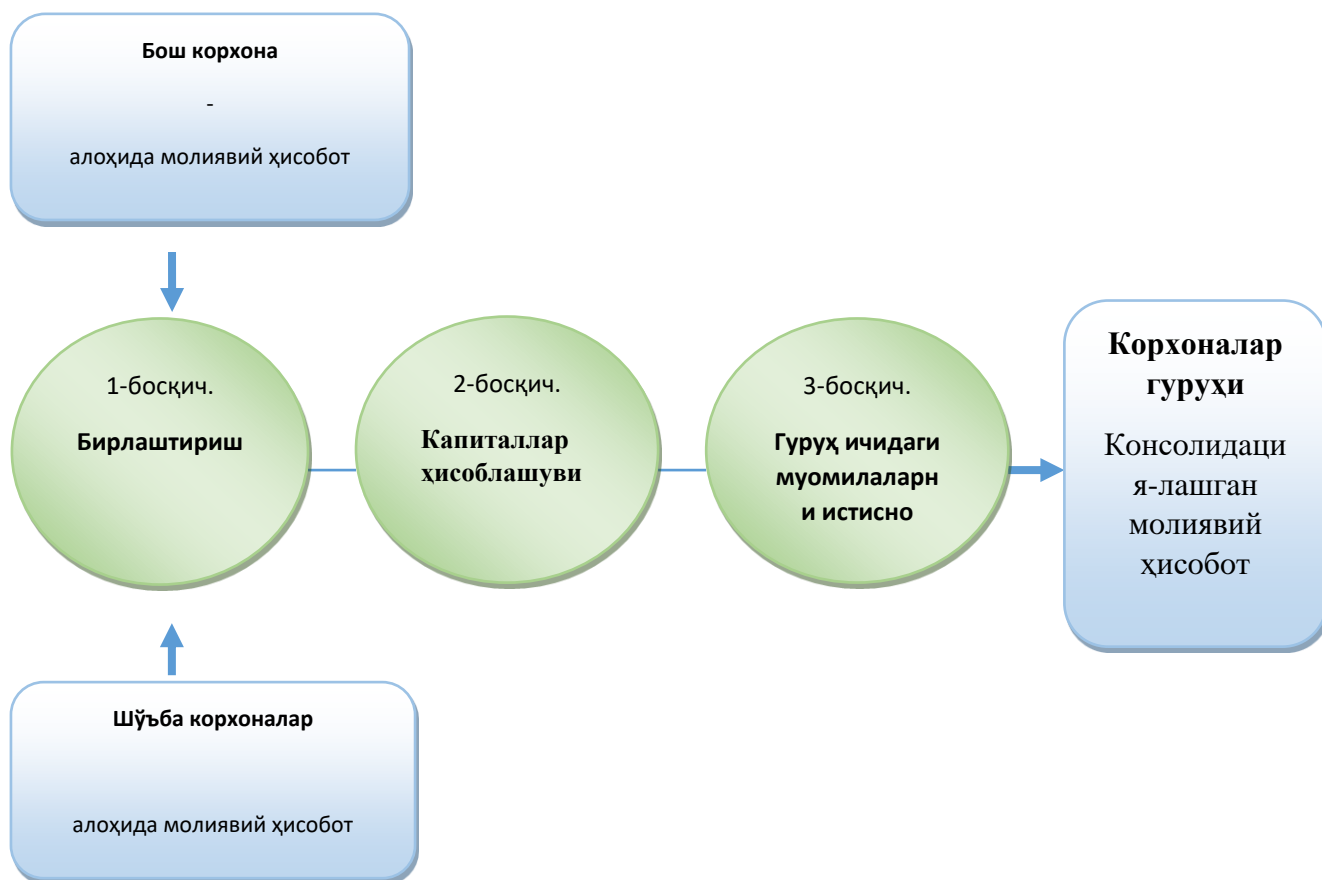 Бош корхона
-
алоҳида молиявий ҳисобот
1-босқич.
Бирлаштириш
2-босқич.
Капиталлар
ҳисоблашуви
3-босқич.
Гуруҳ ичидаги
муомилаларн
и истисно
Корхоналар
гуруҳи
Консолидаци
я-лашган
молиявий
ҳисобот
Шўъба корхоналар
алоҳида молиявий ҳисобот